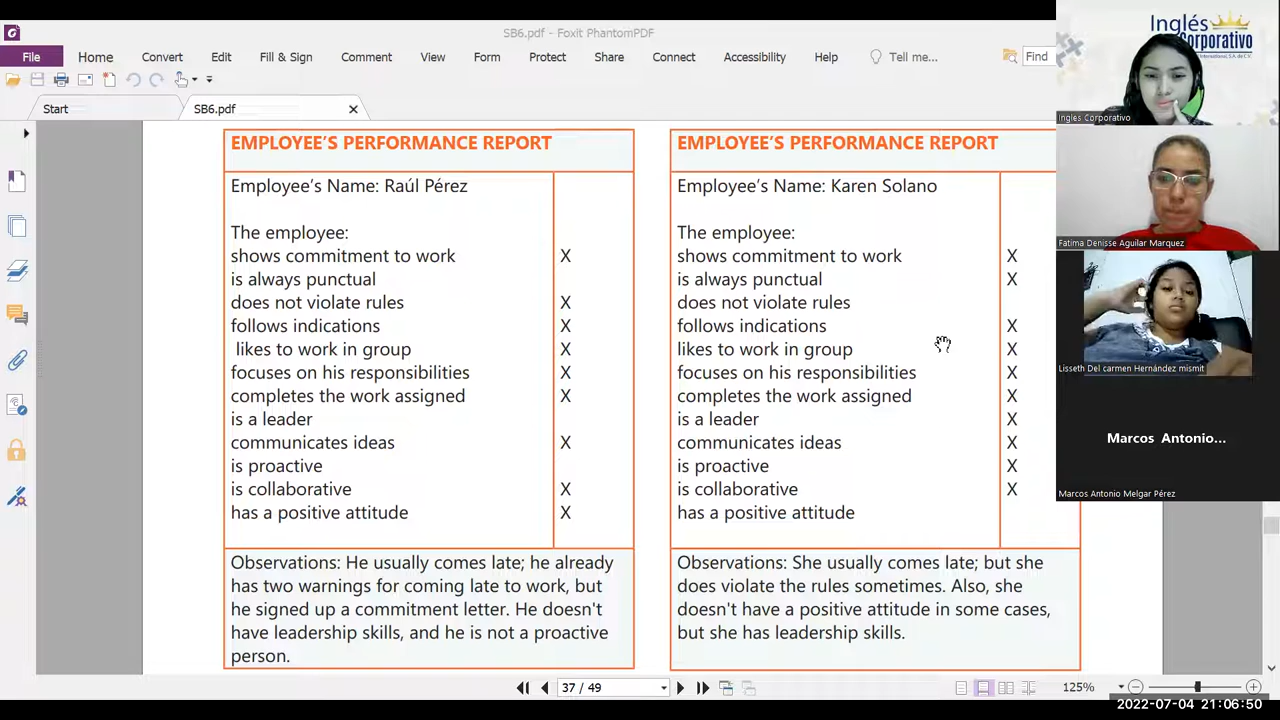 SB6.pdf - Foxit PhantomPDF
File Home Convert Edit Fill & Sign Comment View Form Protect Share Connect Accessibility Help Tell me... Find
Start SB6.pdf
EMPLOYEE'S PERFORMANCE REPORT
Employee's Name: Raúl Pérez
The employee:
shows commitment to work X
is always punctual
does not violate rules X
follows indications X
likes to work in group X
focuses on his responsibilities X
completes the work assigned X
is a leader
communicates ideas X
is proactive
is collaborative X
has a positive attitude X
Observations: He usually comes late; he already
has two warnings for coming late to work, but
he signed up a commitment letter. He doesn't
have leadership skills, and he is not a proactive
person.
EMPLOYEE'S PERFORMANCE REPORT
Employee's Name: Karen Solano
The employee:
shows commitment to work X
is always punctual X
does not violate rules
follows indications X
likes to work in group X
focuses on his responsibilities X
completes the work assigned X
is a leader X
communicates ideas X
is proactive X
is collaborative X
has a positive attitude
Observations: She usually comes late; but she
does violate the rules sometimes. Also, she
doesn't have a positive attitude in some cases,
but she has leadership skills.
Inglés
Corporativo
International, S.A. de C.V.
Ingles Corporativo
Fatima Denisse Aguilar Marquez
Lisseth Del carmen Hernández mismit
Marcos Antonio...
Marcos Antonio Melgar Pérez
37 / 49
125%
2022-07-04 21:06:50